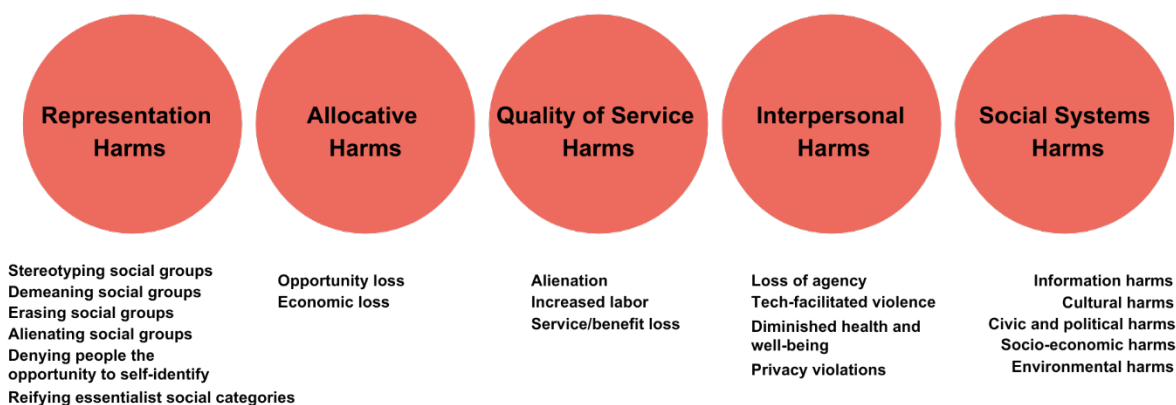 Representation
Harms
Allocative
Harms
Quality of Service
Harms
Interpersonal
Harms
Social Systems
Harms
Stereotyping social groups
Demeaning social groups
Erasing social groups
Alienating social groups
Denying people the
opportunity to self-identify
Reifying essentialist social categories
Opportunity loss
Economic loss
Alienation
Increased labor
Service/benefit loss
Loss of agency
Tech-facilitated violence
Diminished health and
well-being
Privacy violations
Information harms
Cultural harms
Civic and political harms
Socio-economic harms
Environmental harms